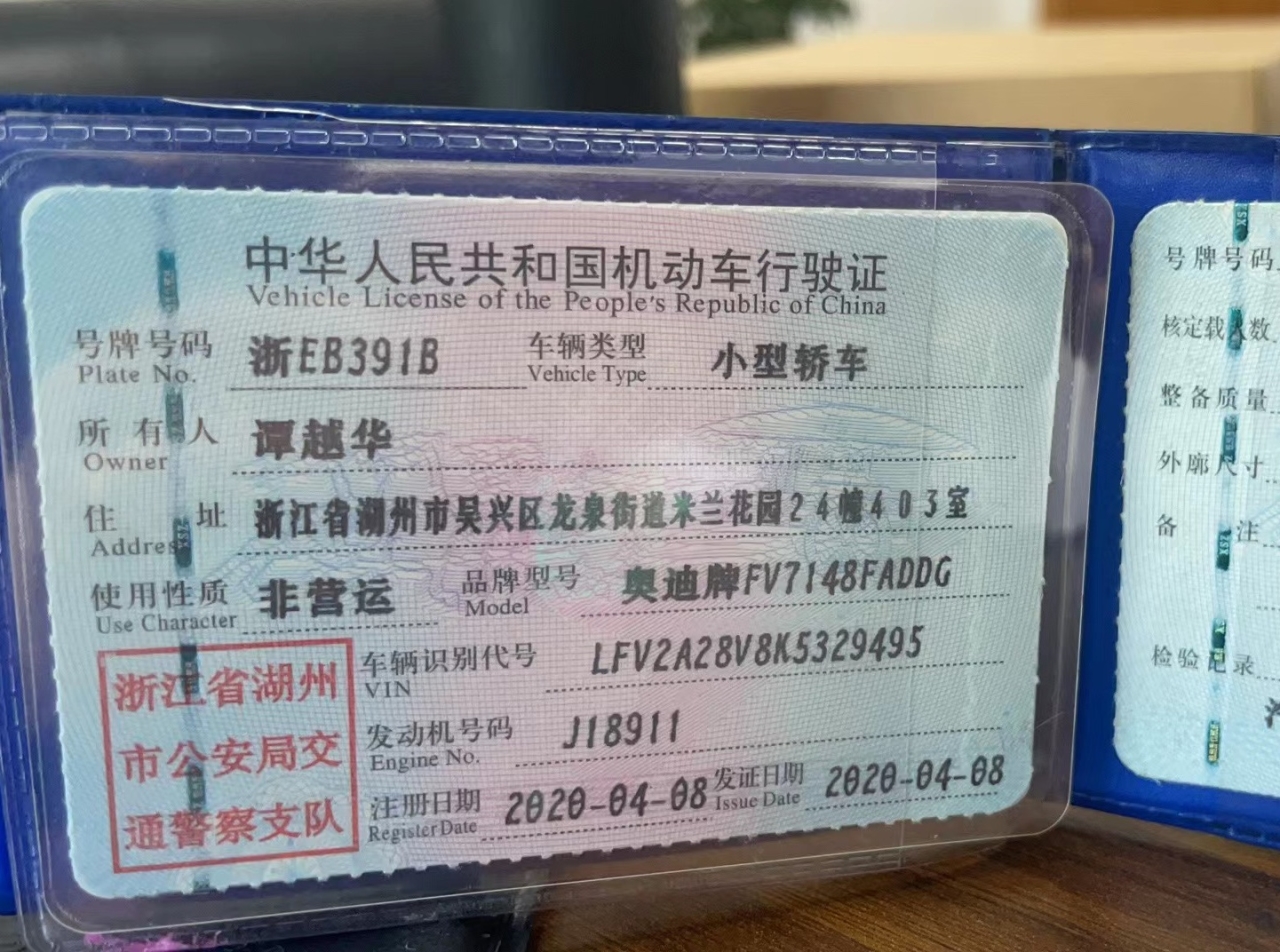 中华人民共和国机动车行驶证
Vehicle License of the People's Republic of China
号牌号码 浙EB391B 车辆类型 小型轿车
Plate No. Vehicle Type
所有人 谭越华
Owner
住址 浙江省湖州市吴兴区龙泉街道米兰花园24幢403室
Address
使用性质 非营运 品牌型号 奥迪牌FV7148FADDG
Use Character Model
浙江省湖州
市公安局交
通警察支队
车辆识别代号 LFV2A28V8K5329495
VIN
发动机号码 J18911
Engine No.
注册日期 2020-04-08 发证日期 2020-04-08
Register Date Issue Date
号牌号码
核定载人数
整备质量
外廓尺寸
备注
检验记录